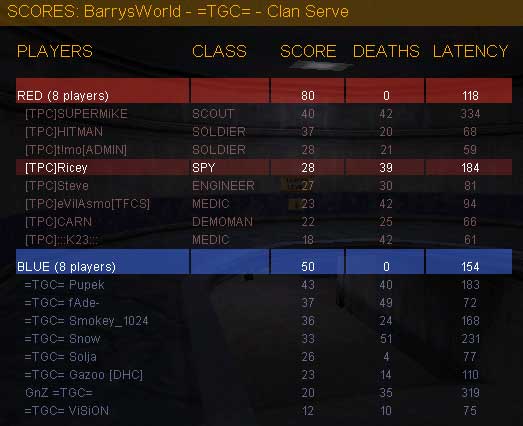 SCORES: BarrysWorld - =TGC= - Clan Serve
PLAYERS CLASS SCORE DEATHS LATENCY
RED (8 players) 80 0 118
[TPC]SUPERMiKE SCOUT 40 42 334
[TPC]HITMAN SOLDIER 37 20 68
[TPC]t!mo[ADMIN] SOLDIER 28 21 59
[TPC]Ricey SPY 28 39 184
[TPC]Steve ENGINEER 27 30 81
[TPC]eVilAsmo[TFCS] MEDIC 23 42 94
[TPC]CARN DEMOMAN 22 25 66
[TPC]:::K23::: MEDIC 18 42 61
BLUE (8 players) 50 0 154
=TGC= Pupek 43 40 183
=TGC= fAde- 37 49 72
=TGC= Smokey_1024 36 24 168
=TGC= Snow 33 51 231
=TGC= Solja 26 4 77
=TGC= Gazoo [DHC] 23 14 110
GnZ =TGC= 20 35 319
=TGC= ViSiON 12 10 75